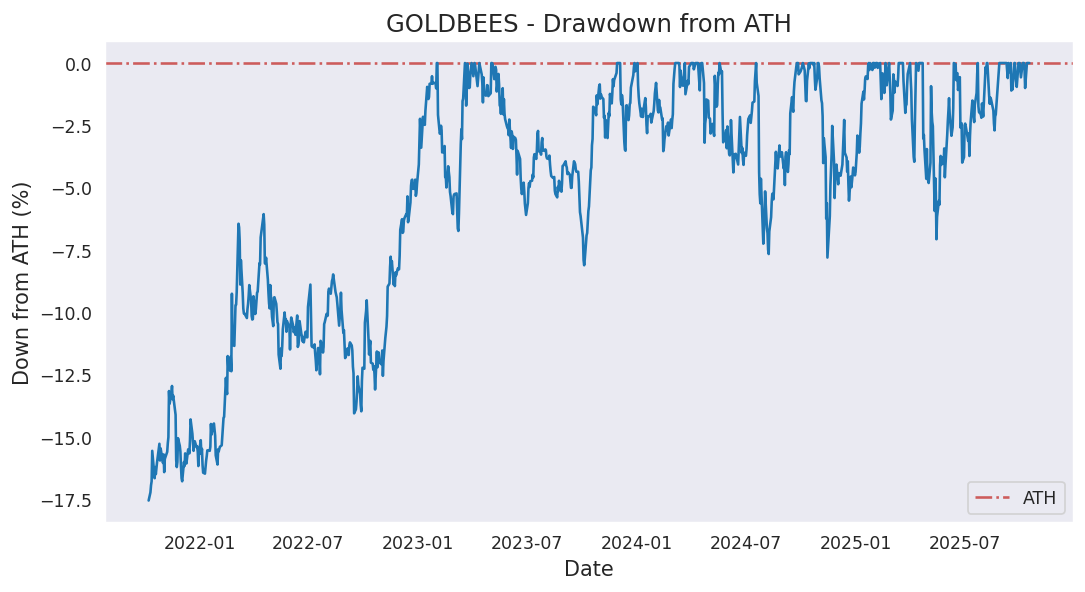 GOLDBEES - Drawdown from ATH
Down from ATH (%)
0.0
−2.5
−5.0
−7.5
−10.0
−12.5
−15.0
−17.5
ATH
2022-01 2022-07 2023-01 2023-07 2024-01 2024-07 2025-01 2025-07
Date